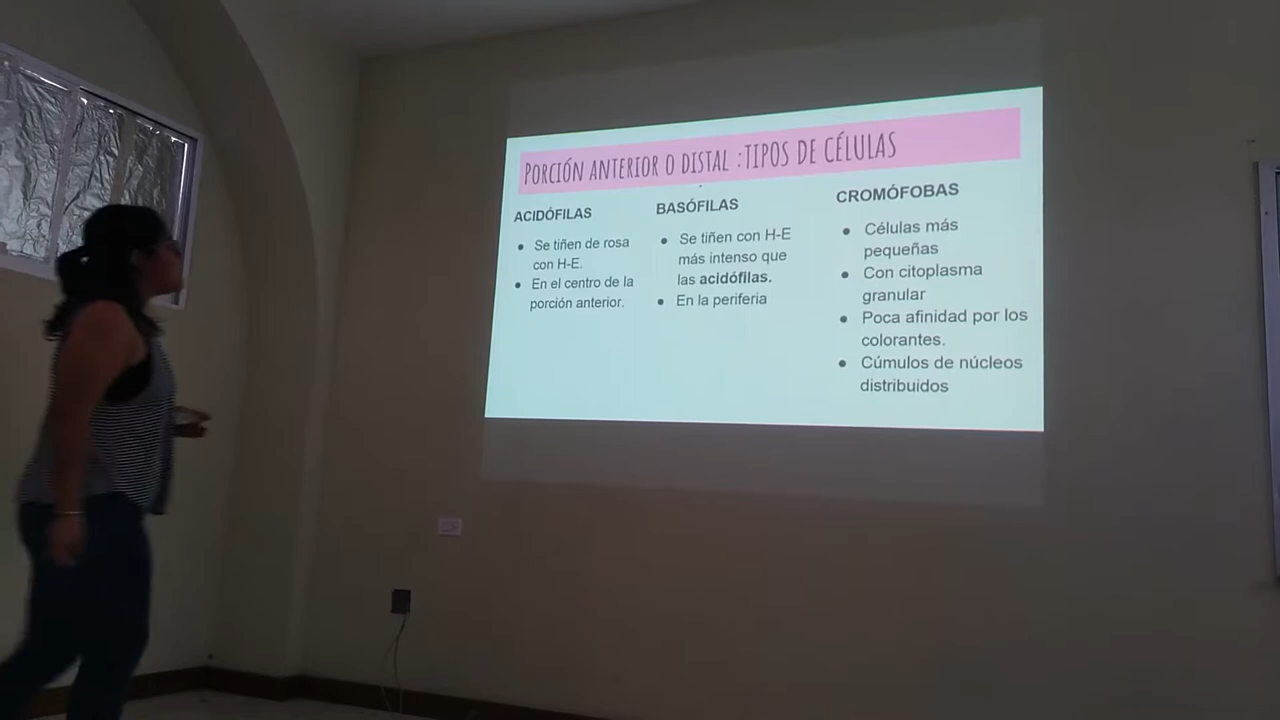 PORCIÓN ANTERIOR O DISTAL :TIPOS DE CÉLULAS
ACIDÓFILAS
• Se tiñen de rosa
con H-E.
• En el centro de la
porción anterior.
BASÓFILAS
• Se tiñen con H-E
más intenso que
las acidófilas.
• En la periferia
CROMÓFOBAS
• Células más
pequeñas
• Con citoplasma
granular
• Poca afinidad por los
colorantes.
• Cúmulos de núcleos
distribuidos